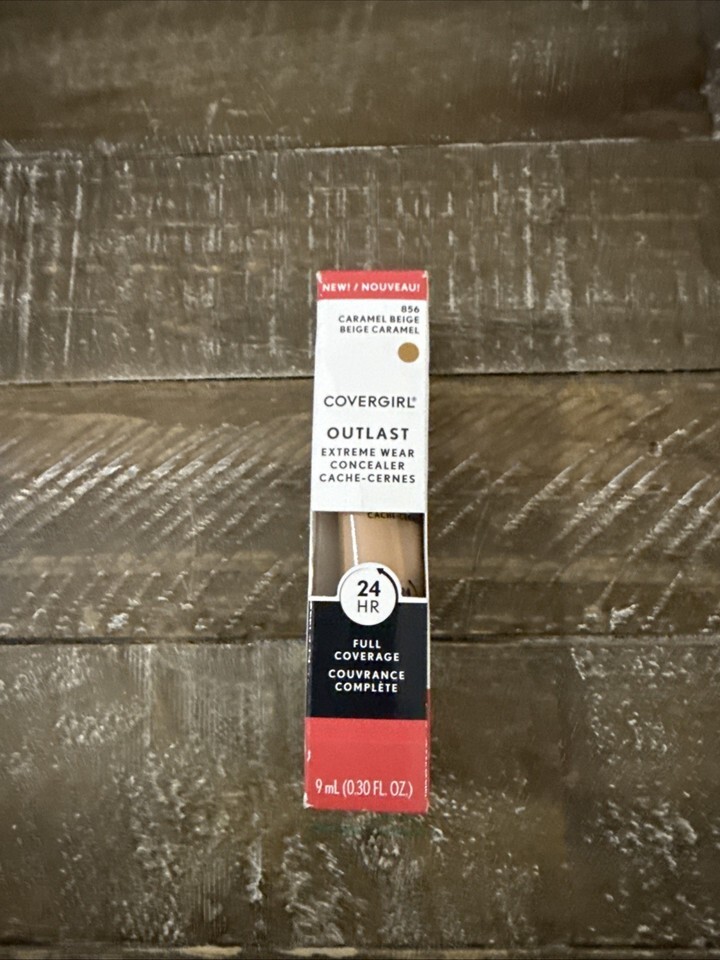 NEW! / NOUVEAU!
856
CARAMEL BEIGE
BEIGE CARAMEL
COVERGIRL®
OUTLAST
EXTREME WEAR
CONCEALER
CACHE-CERNES
24
HR
FULL
COVERAGE
COUVRANCE
COMPLÈTE
9 mL (0.30 FL. OZ.)